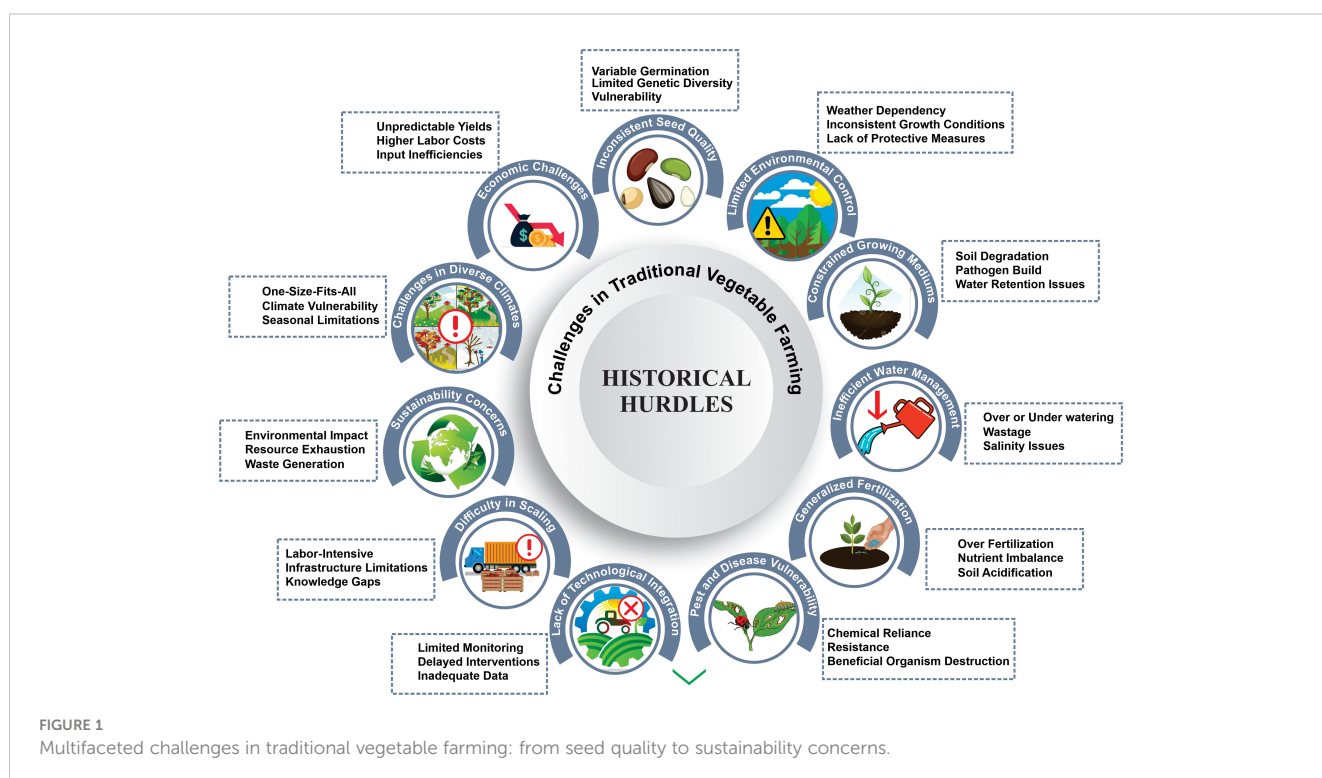 Variable Germination
Limited Genetic Diversity
Vulnerability
Inconsistent Seed Quality
Weather Dependency
Inconsistent Growth Conditions
Lack of Protective Measures
Limited Environmental Control
Soil Degradation
Pathogen Build
Water Retention Issues
Constrained Growing Mediums
Over or Under watering
Wastage
Salinity Issues
Inefficient Water Management
Over Fertilization
Nutrient Imbalance
Soil Acidification
Generalized Fertilization
Chemical Reliance
Resistance
Beneficial Organism Destruction
Pest and Disease Vulnerability
Limited Monitoring
Delayed Interventions
Inadequate Data
Lack of Technological Integration
Labor-Intensive
Infrastructure Limitations
Knowledge Gaps
Difficulty in Scaling
Environmental Impact
Resource Exhaustion
Waste Generation
Sustainability Concerns
One-Size-Fits-All
Climate Vulnerability
Seasonal Limitations
Challenges in Diverse Climates
Unpredictable Yields
Higher Labor Costs
Input Inefficiencies
Economic Challenges
$
Challenges in Traditional Vegetable Farming
HISTORICAL
HURDLES
FIGURE 1
Multifaceted challenges in traditional vegetable farming: from seed quality to sustainability concerns.